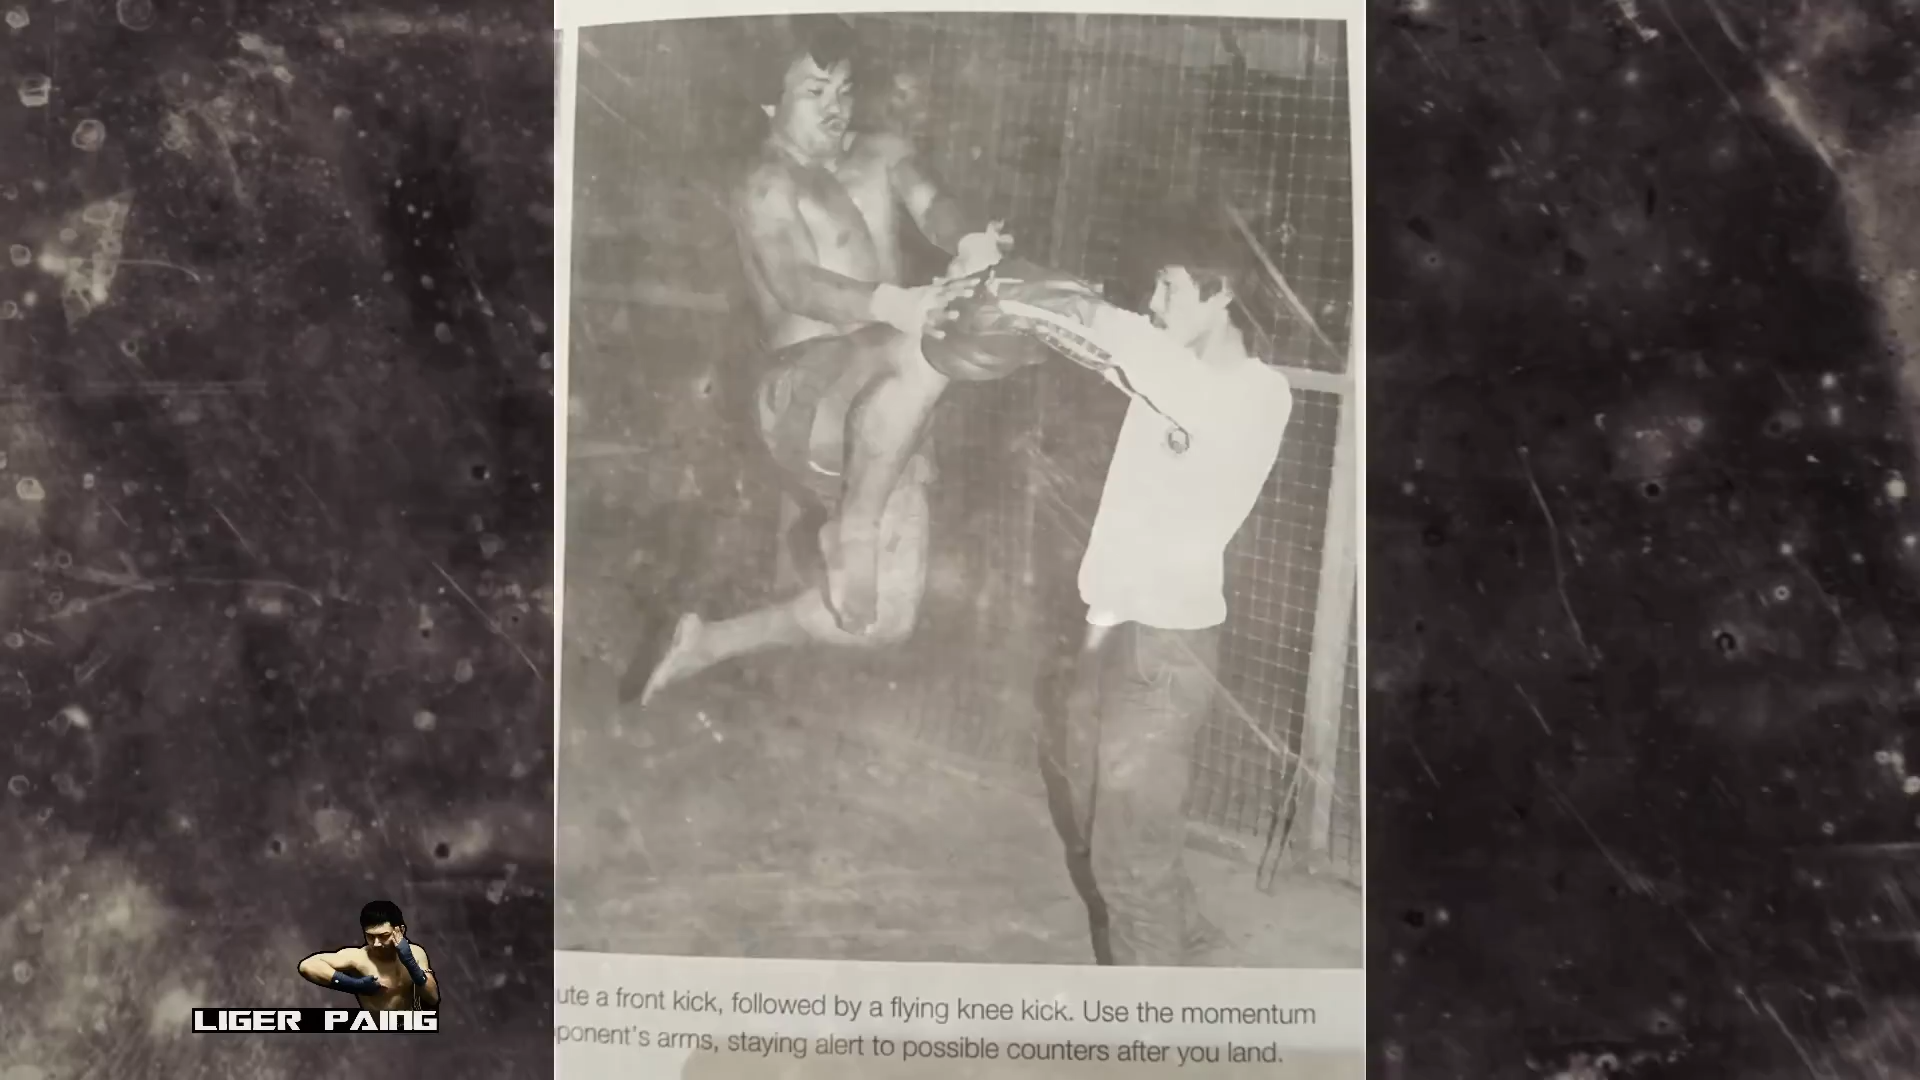 ute a front kick, followed by a flying knee kick. Use the momentum
ponent's arms, staying alert to possible counters after you land.
LIGER PAING